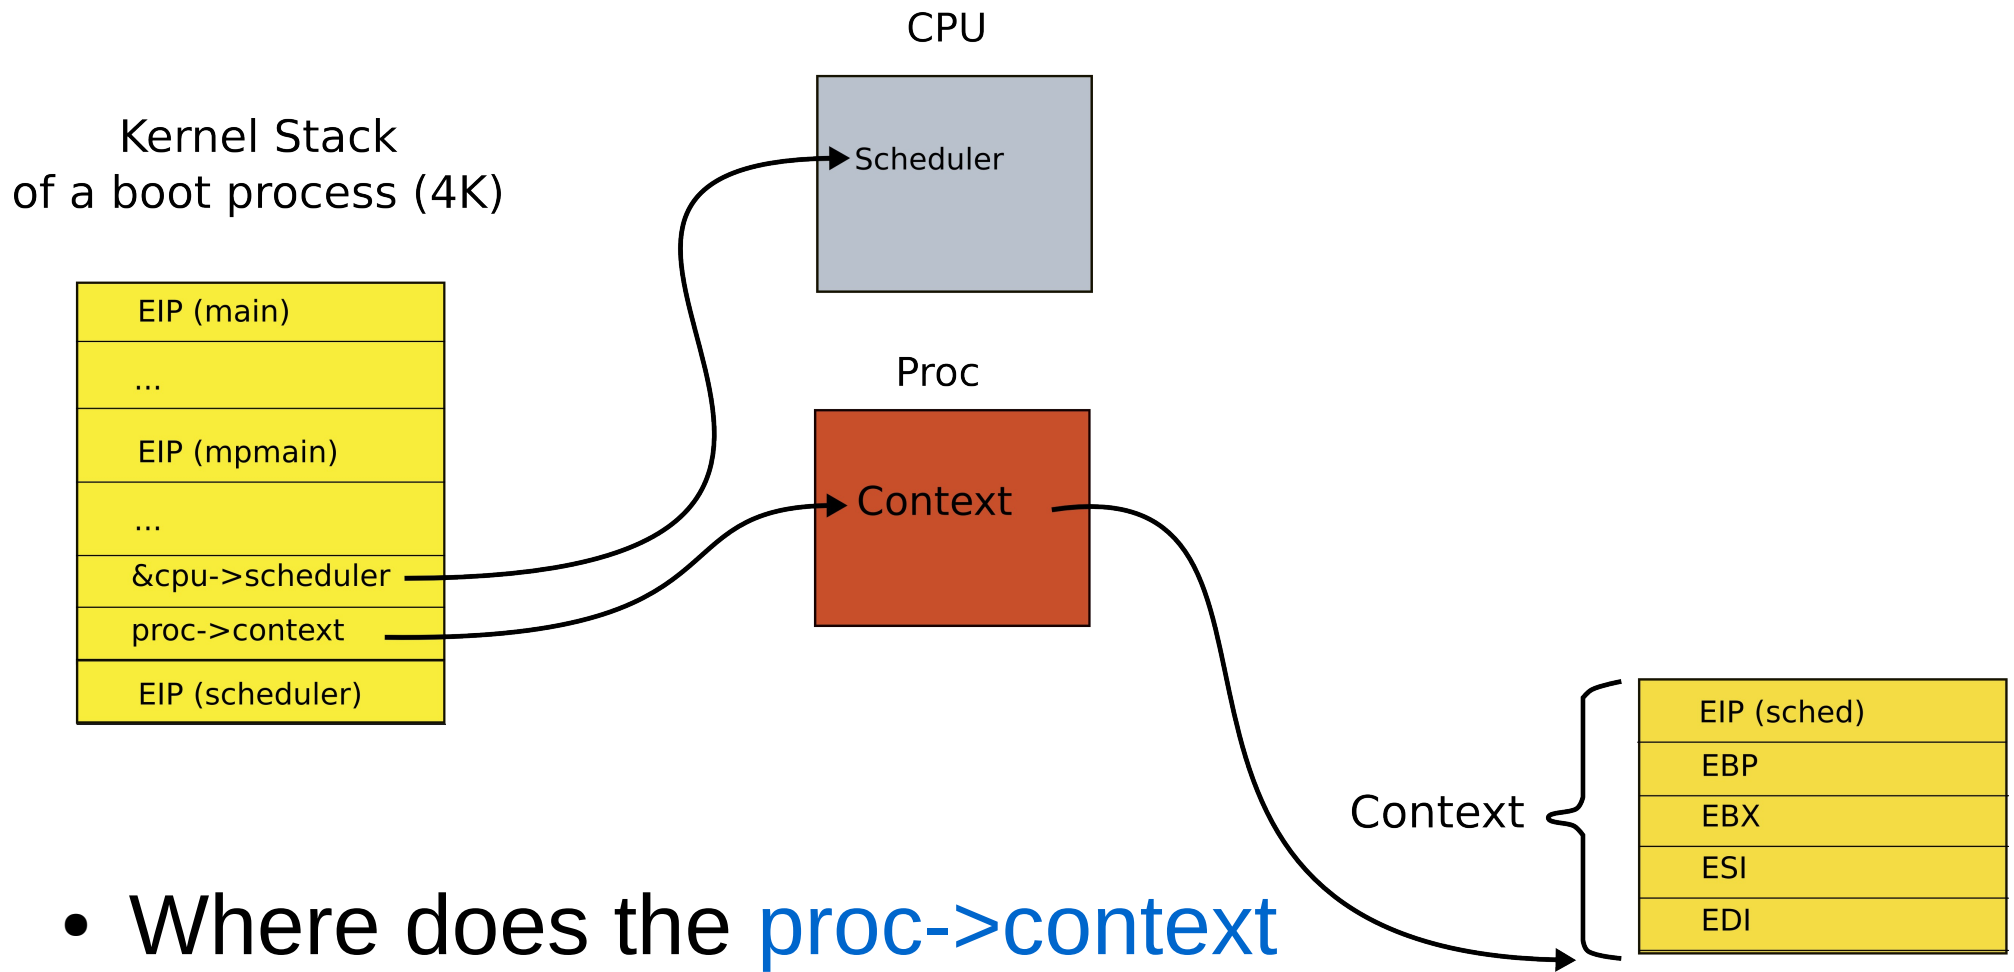 CPU
Scheduler
Kernel Stack
of a boot process (4K)
EIP (main)
...
EIP (mpmain)
...
&cpu->scheduler
proc->context
EIP (scheduler)
Proc
Context
Context
EIP (sched)
EBP
EBX
ESI
EDI
• Where does the proc->context